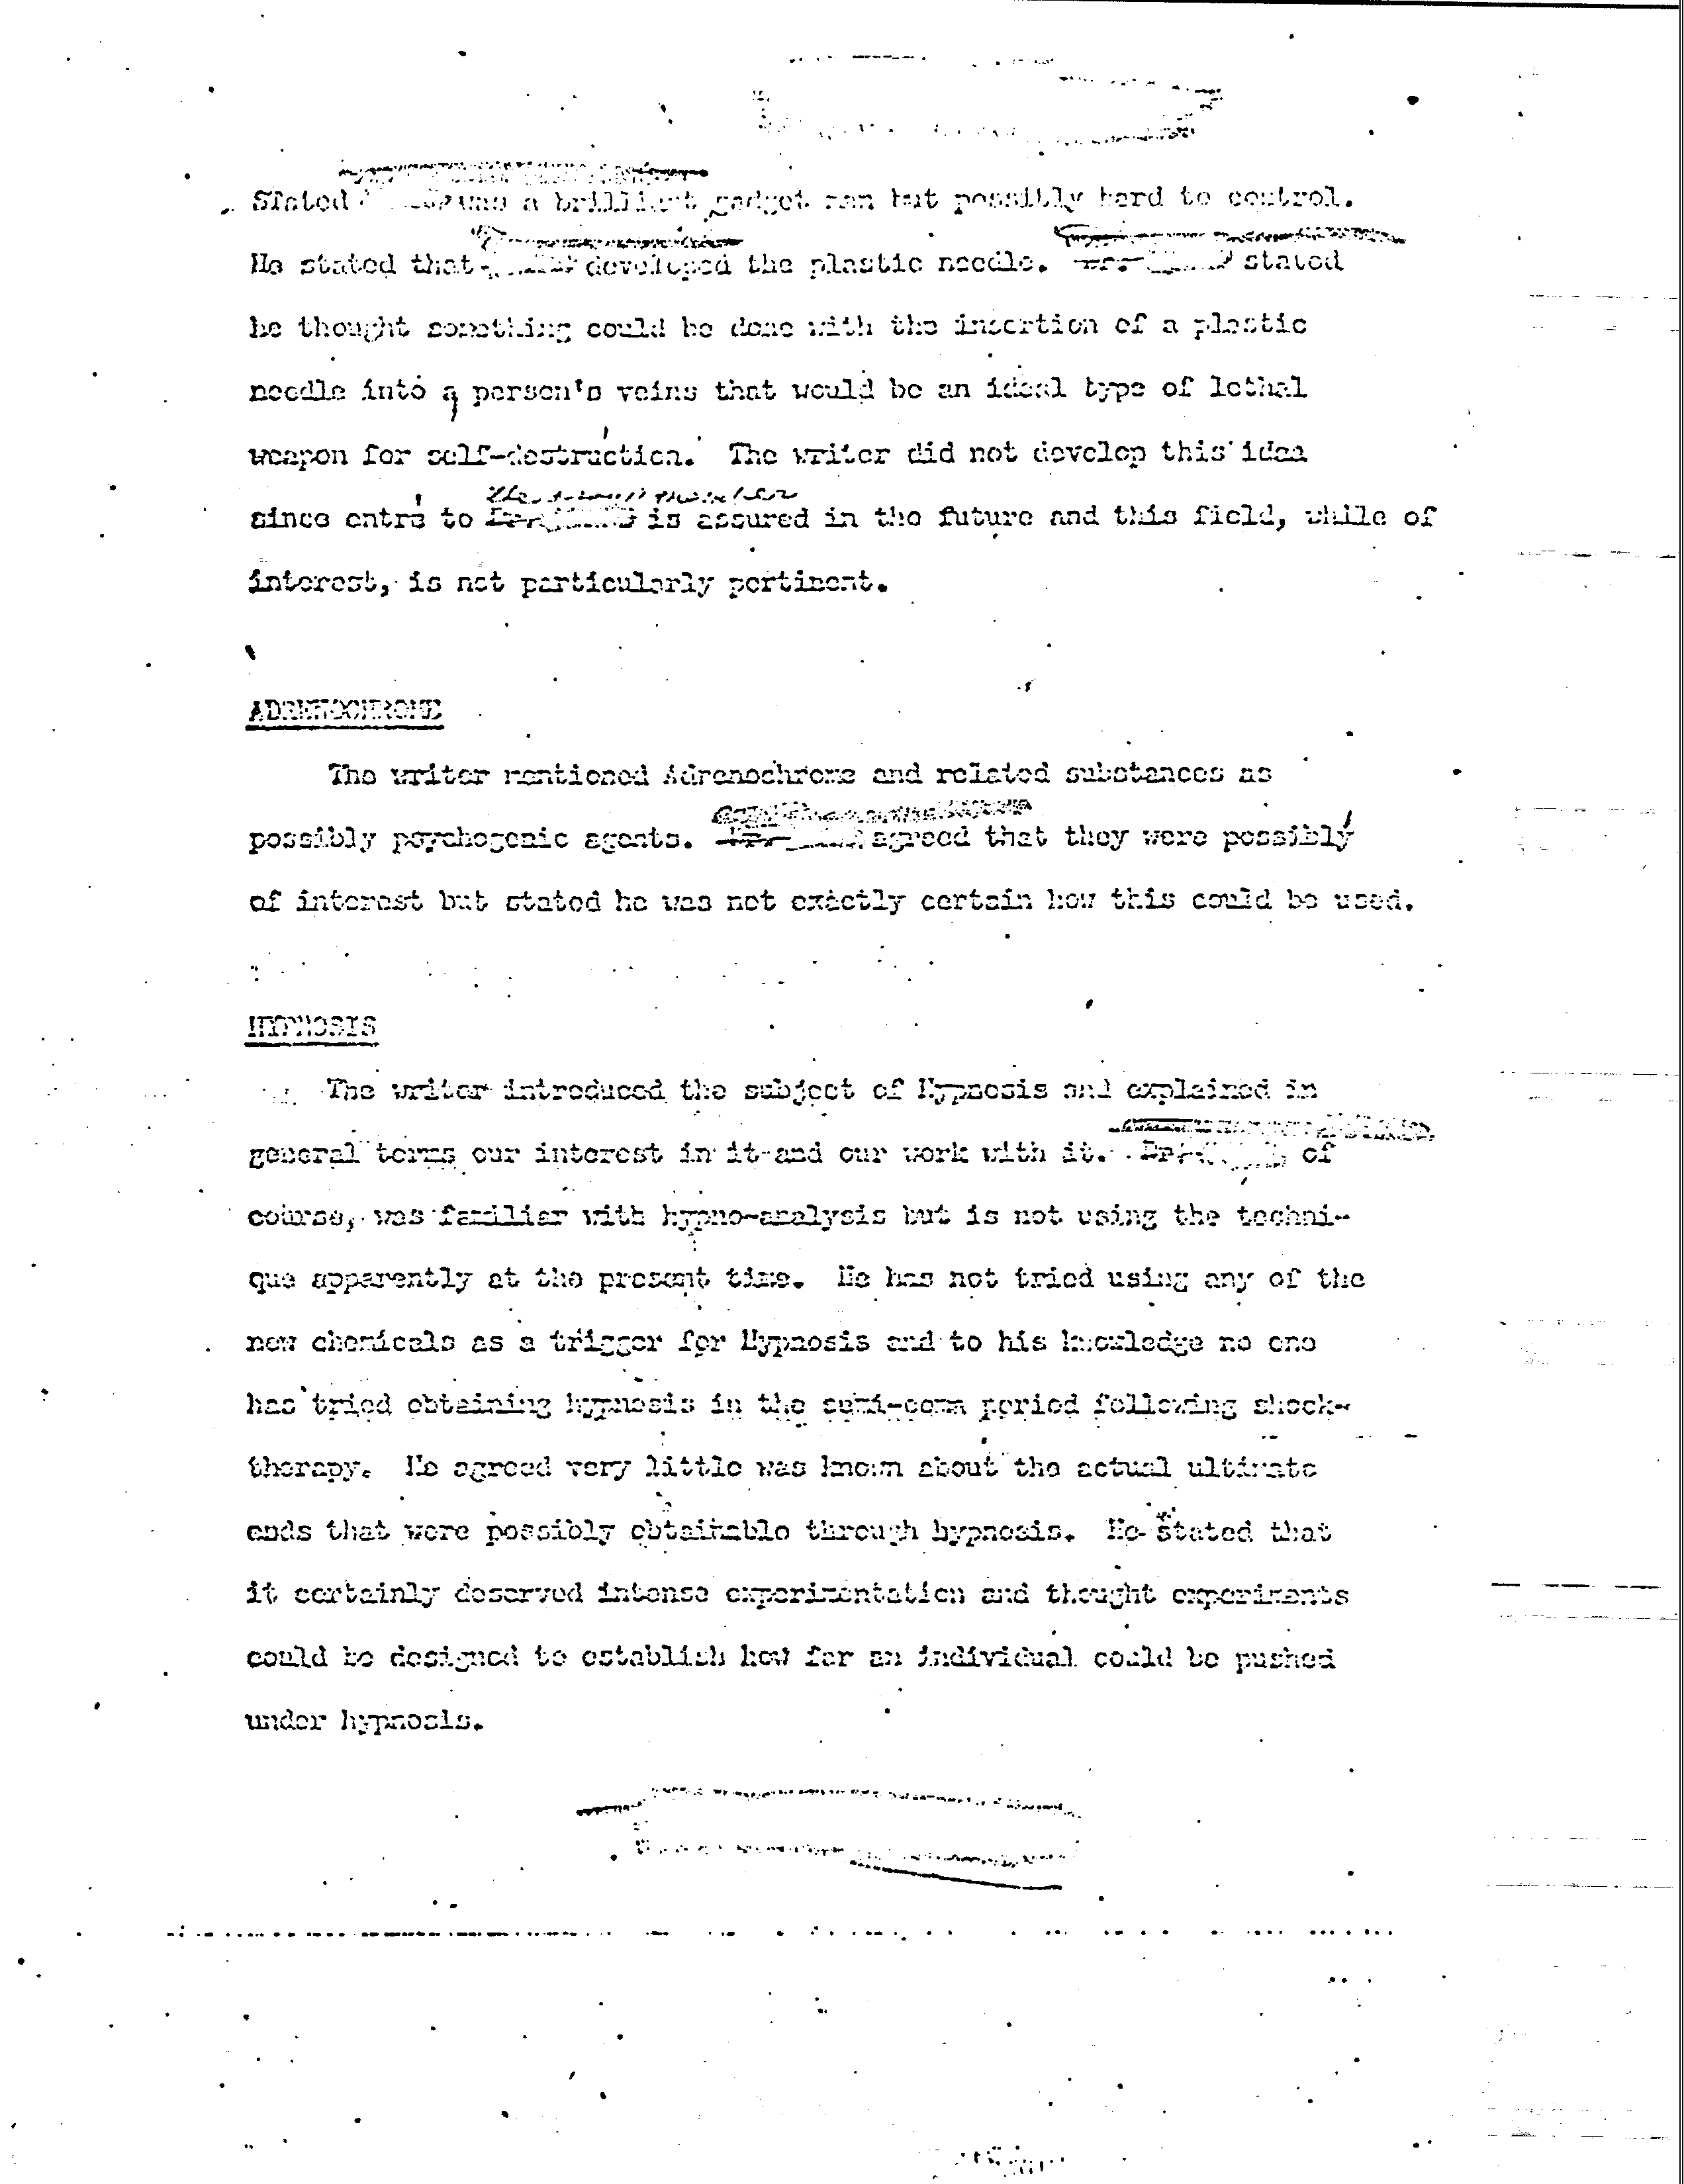 Stated was a brilliant gadget man but possibly hard to control.
He stated that developed the plastic needle. stated
he thought something could be done with the insertion of a plastic
needle into a person's veins that would be an ideal type of lethal
weapon for self-destruction. The writer did not develop this idea
since entré to is assured in the future and this field, while of
interest, is not particularly pertinent.
ADRENOCHROME
The writer mentioned Adrenochrome and related substances as
possibly psychogenic agents. agreed that they were possibly
of interest but stated he was not exactly certain how this could be used.
HYPNOSIS
The writer introduced the subject of Hypnosis and explained in
general terms our interest in it and our work with it. of
course, was familiar with hypno-analysis but is not using the techni-
que apparently at the present time. He has not tried using any of the
new chemicals as a trigger for Hypnosis and to his knowledge no one
has tried obtaining hypnosis in the semi-coma period following shock-
therapy. He agreed very little was known about the actual ultimate
ends that were possibly obtainable through hypnosis. He stated that
it certainly deserved intense experimentation and thought experiments
could be designed to establish how far an individual could be pushed
under hypnosis.